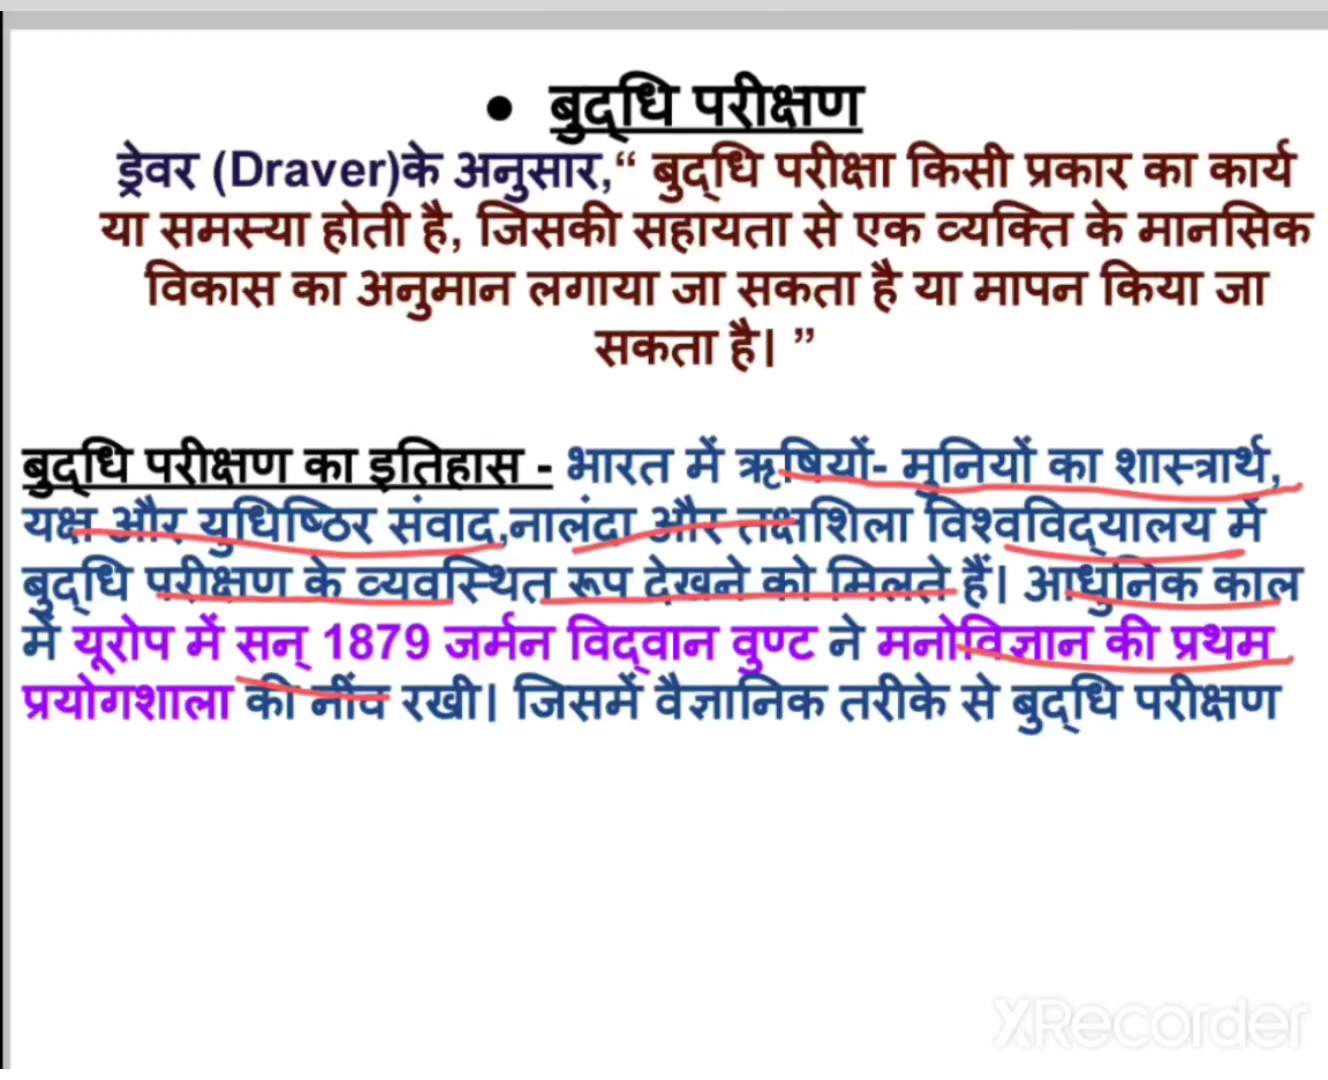 • बुद्धि परीक्षण
ड्रेवर (Draver)के अनुसार,“ बुद्धि परीक्षा किसी प्रकार का कार्य
या समस्या होती है, जिसकी सहायता से एक व्यक्ति के मानसिक
विकास का अनुमान लगाया जा सकता है या मापन किया जा
सकता है। ”
बुद्धि परीक्षण का इतिहास - भारत में ऋषियों- मुनियों का शास्त्रार्थ,
यक्ष और युधिष्ठिर संवाद,नालंदा और तक्षशिला विश्वविद्यालय में
बुद्धि परीक्षण के व्यवस्थित रूप देखने को मिलते हैं। आधुनिक काल
में यूरोप में सन् 1879 जर्मन विद्वान वुण्ट ने मनोविज्ञान की प्रथम
प्रयोगशाला की नींव रखी। जिसमें वैज्ञानिक तरीके से बुद्धि परीक्षण
XRecorder